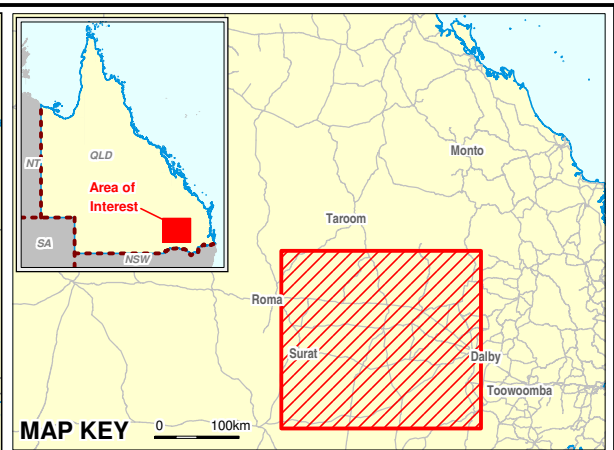 NT
QLD
Area of
Interest
SA
NSW
Monto
Taroom
Roma
Surat
Dalby
Toowoomba
MAP KEY
0 100km